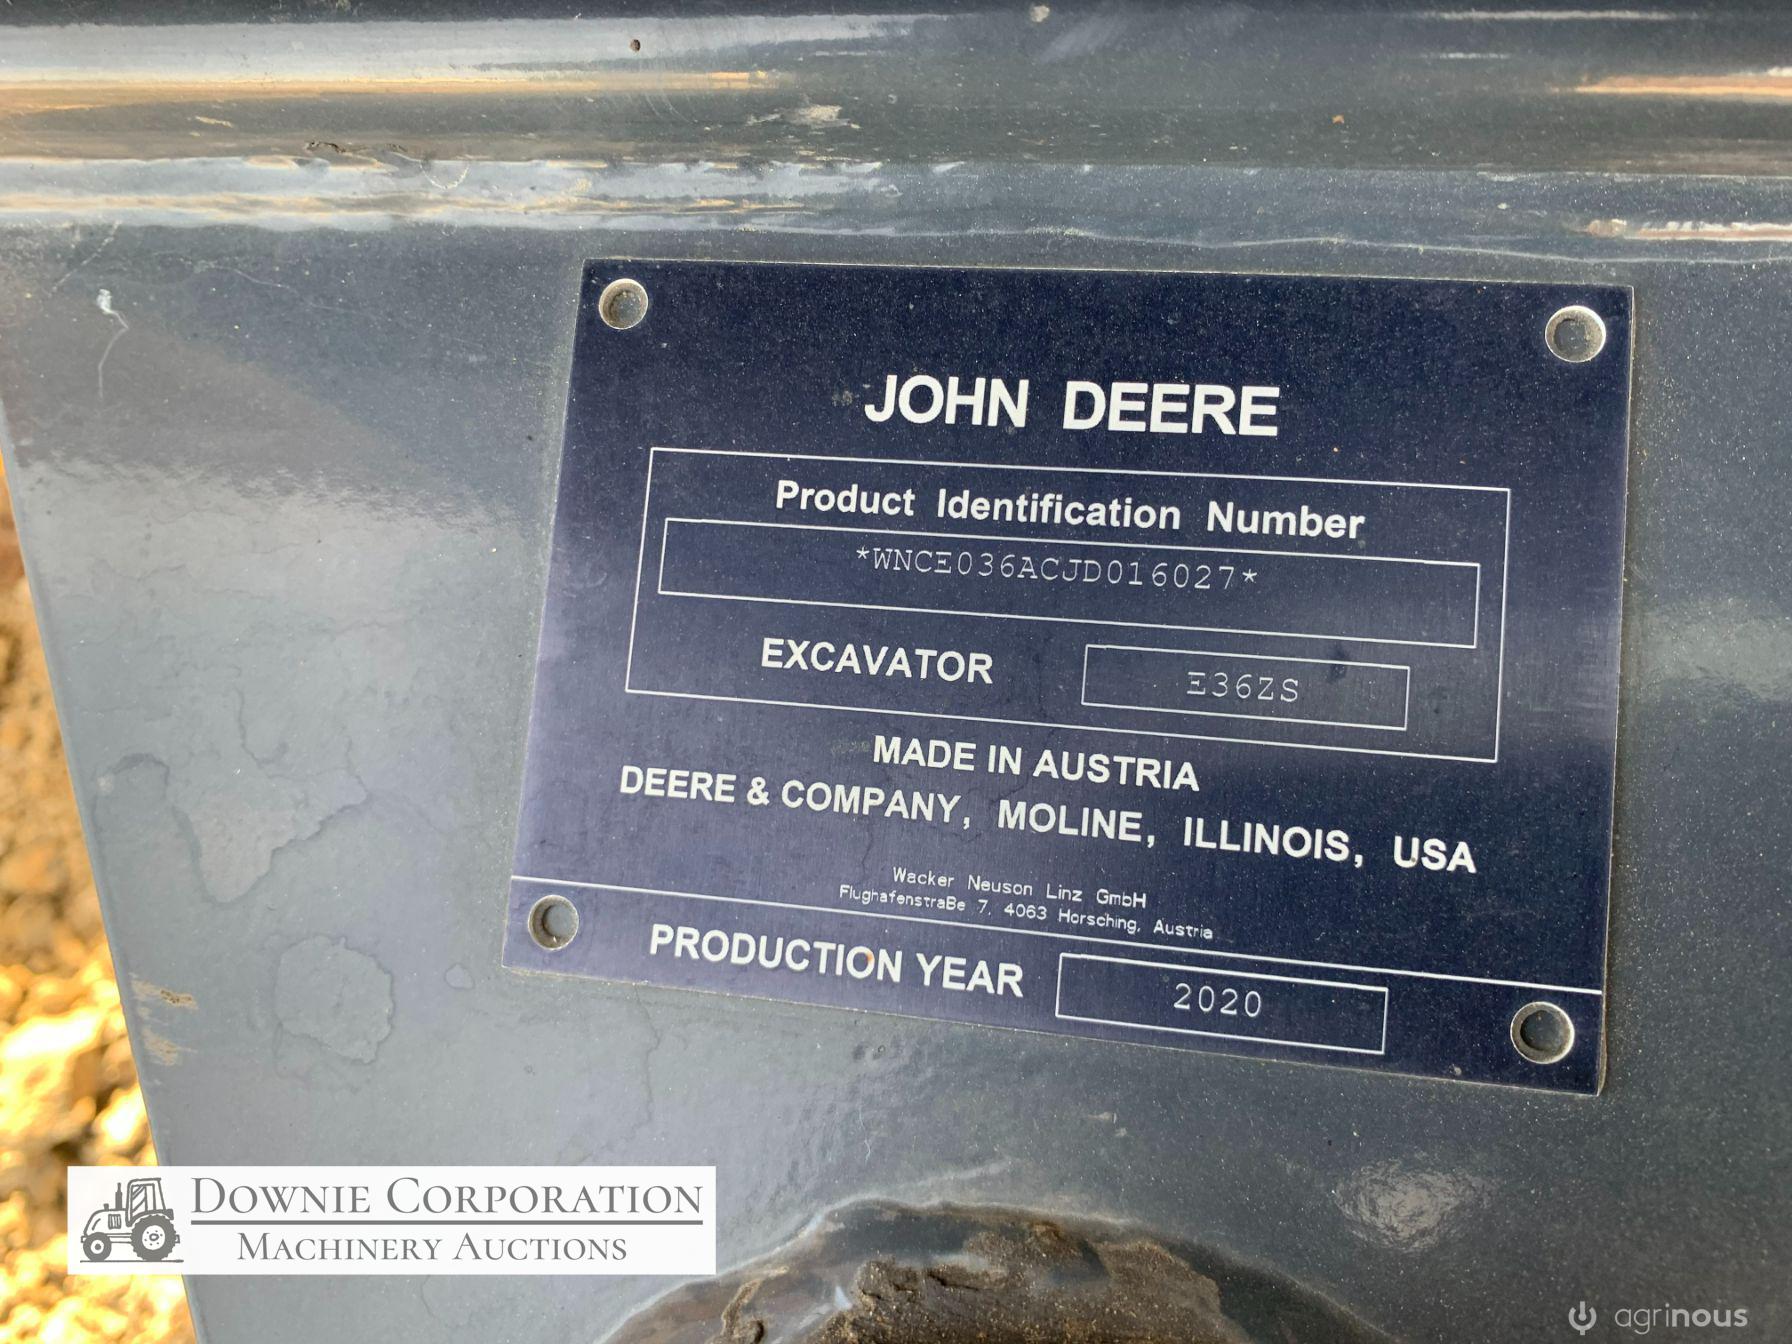 JOHN DEERE
Product Identification Number
*WNCE036ACJD016027*
EXCAVATOR E36ZS
MADE IN AUSTRIA
DEERE & COMPANY, MOLINE, ILLINOIS, USA
Wacker Neuson Linz GmbH
Flughafenstraße 7, 4063 Horsching, Austria
PRODUCTION YEAR 2020
DOWNIE CORPORATION
MACHINERY AUCTIONS
agrinous